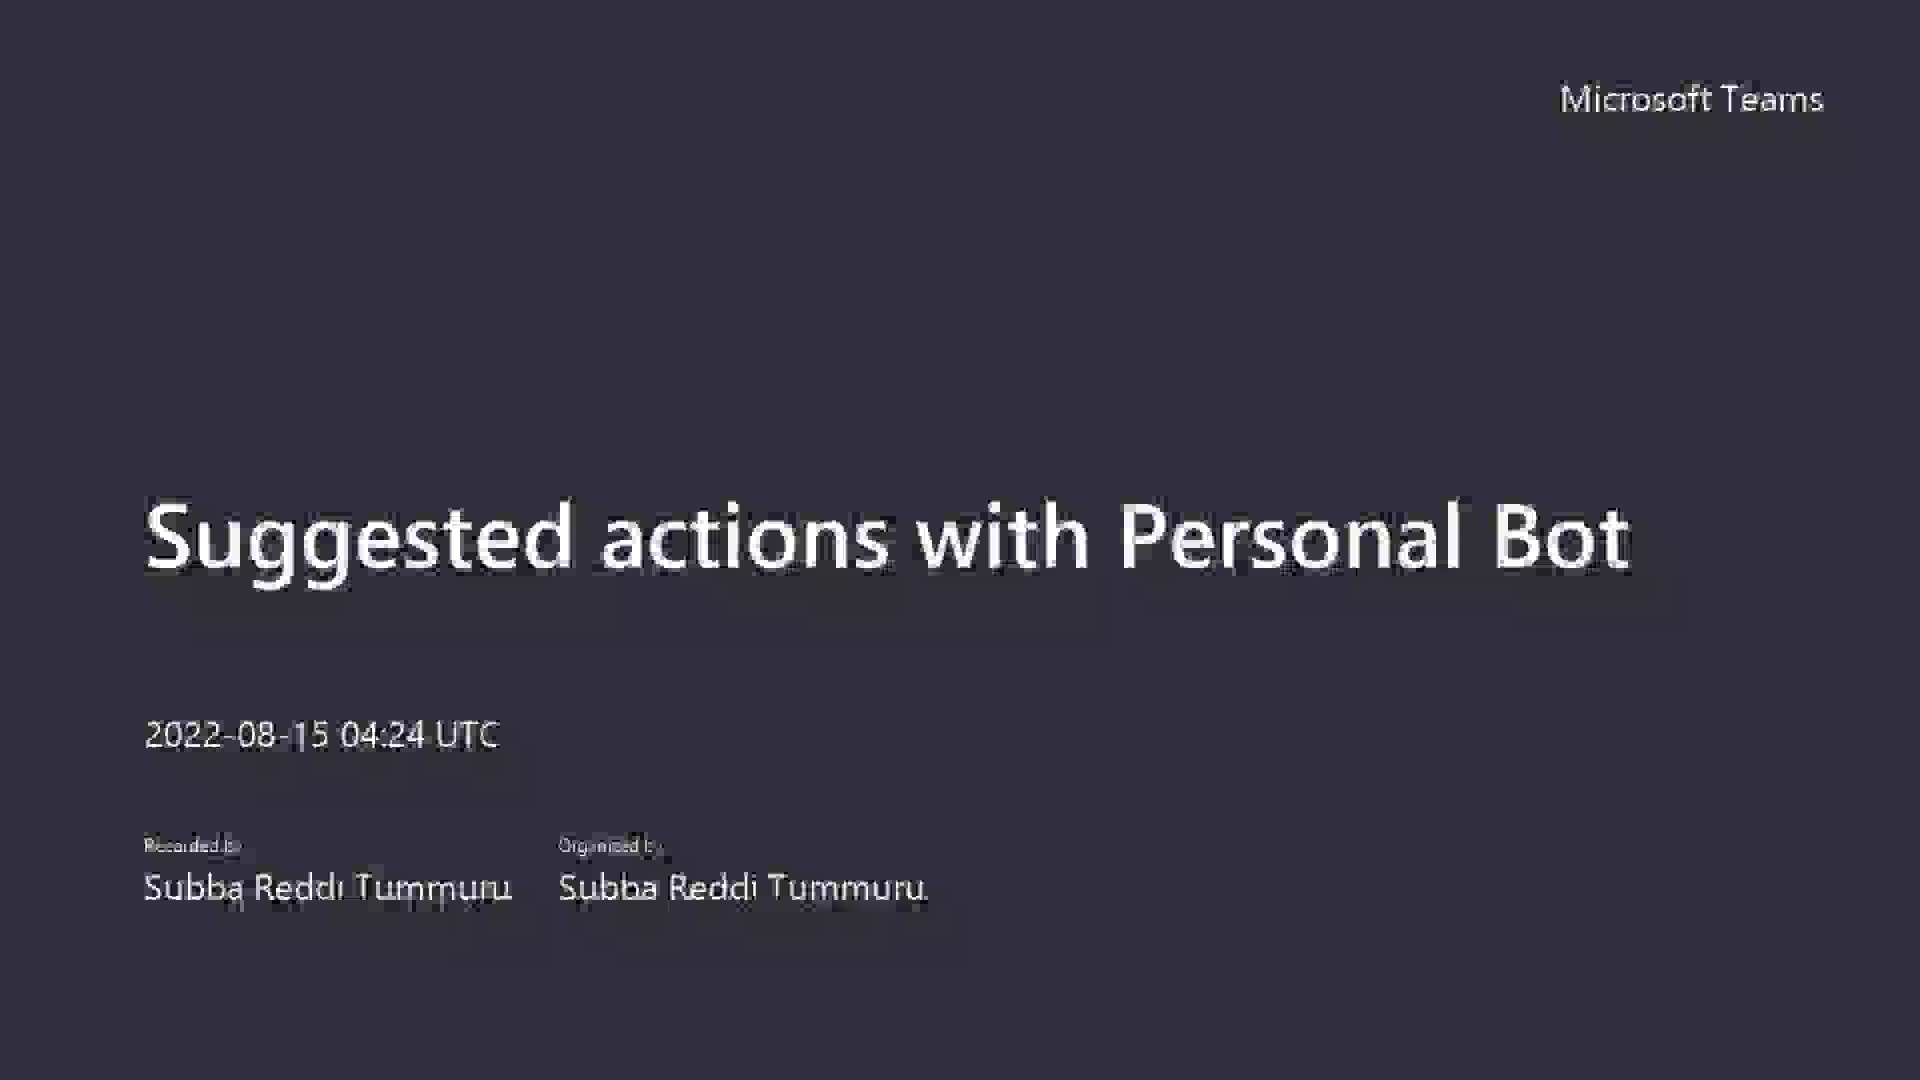 Microsoft Teams
Suggested actions with Personal Bot
2022-08-15 04:24 UTC
Recorded by
Organized by
Subba Reddi Tummuru
Subba Reddi Tummuru